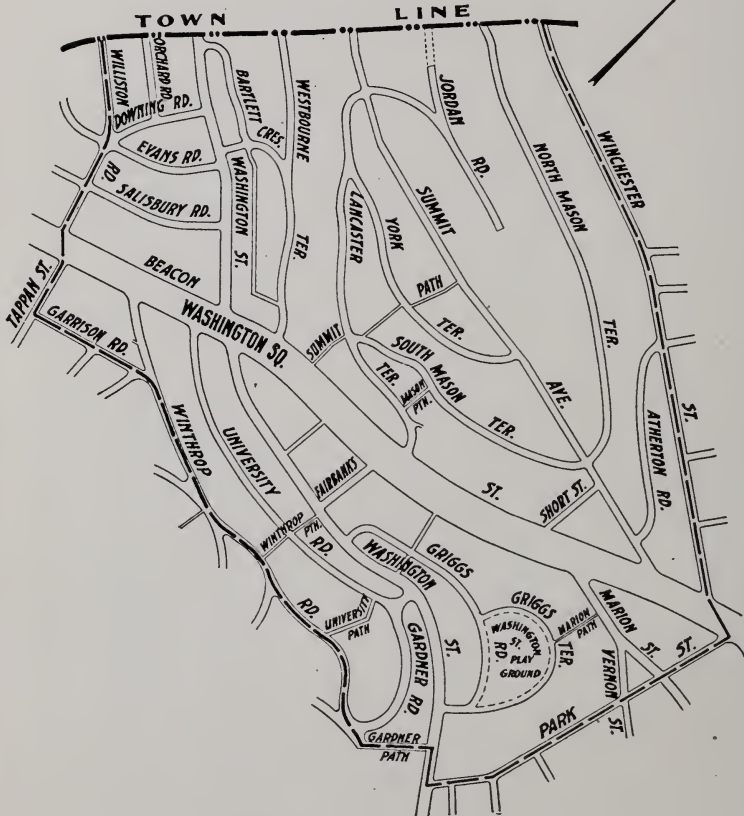 TOWN LINE
WILLISTON
RD.
ORCHARD RD.
DOWNING RD.
BARTLETT
CRES.
WESTBOURNE
TER.
JORDAN
RD.
NORTH MASON
TER.
WINCHESTER
ST.
EVANS RD.
SALISBURY RD.
WASHINGTON
ST.
LANCASTER
TER.
YORK
TER.
SUMMIT
AVE.
BEACON
ST.
WASHINGTON SQ.
TAPPAN ST.
GARRISON RD.
SUMMIT
PATH
SOUTH MASON
TER.
MASON
PTH.
ATHERTON RD.
WINTHROP
RD.
UNIVERSITY
RD.
FAIRBANKS
SHORT ST.
WINTHROP PTH.
WASHINGTON
ST.
GRIGGS
RD.
GRIGGS
TER.
UNIVERSITY
PATH
GARDNER RD
WASHINGTON
ST.
PLAY
GROUND
MARION
PATH
MARION
ST.
VERNON ST.
PARK
ST.
GARDNER
PATH